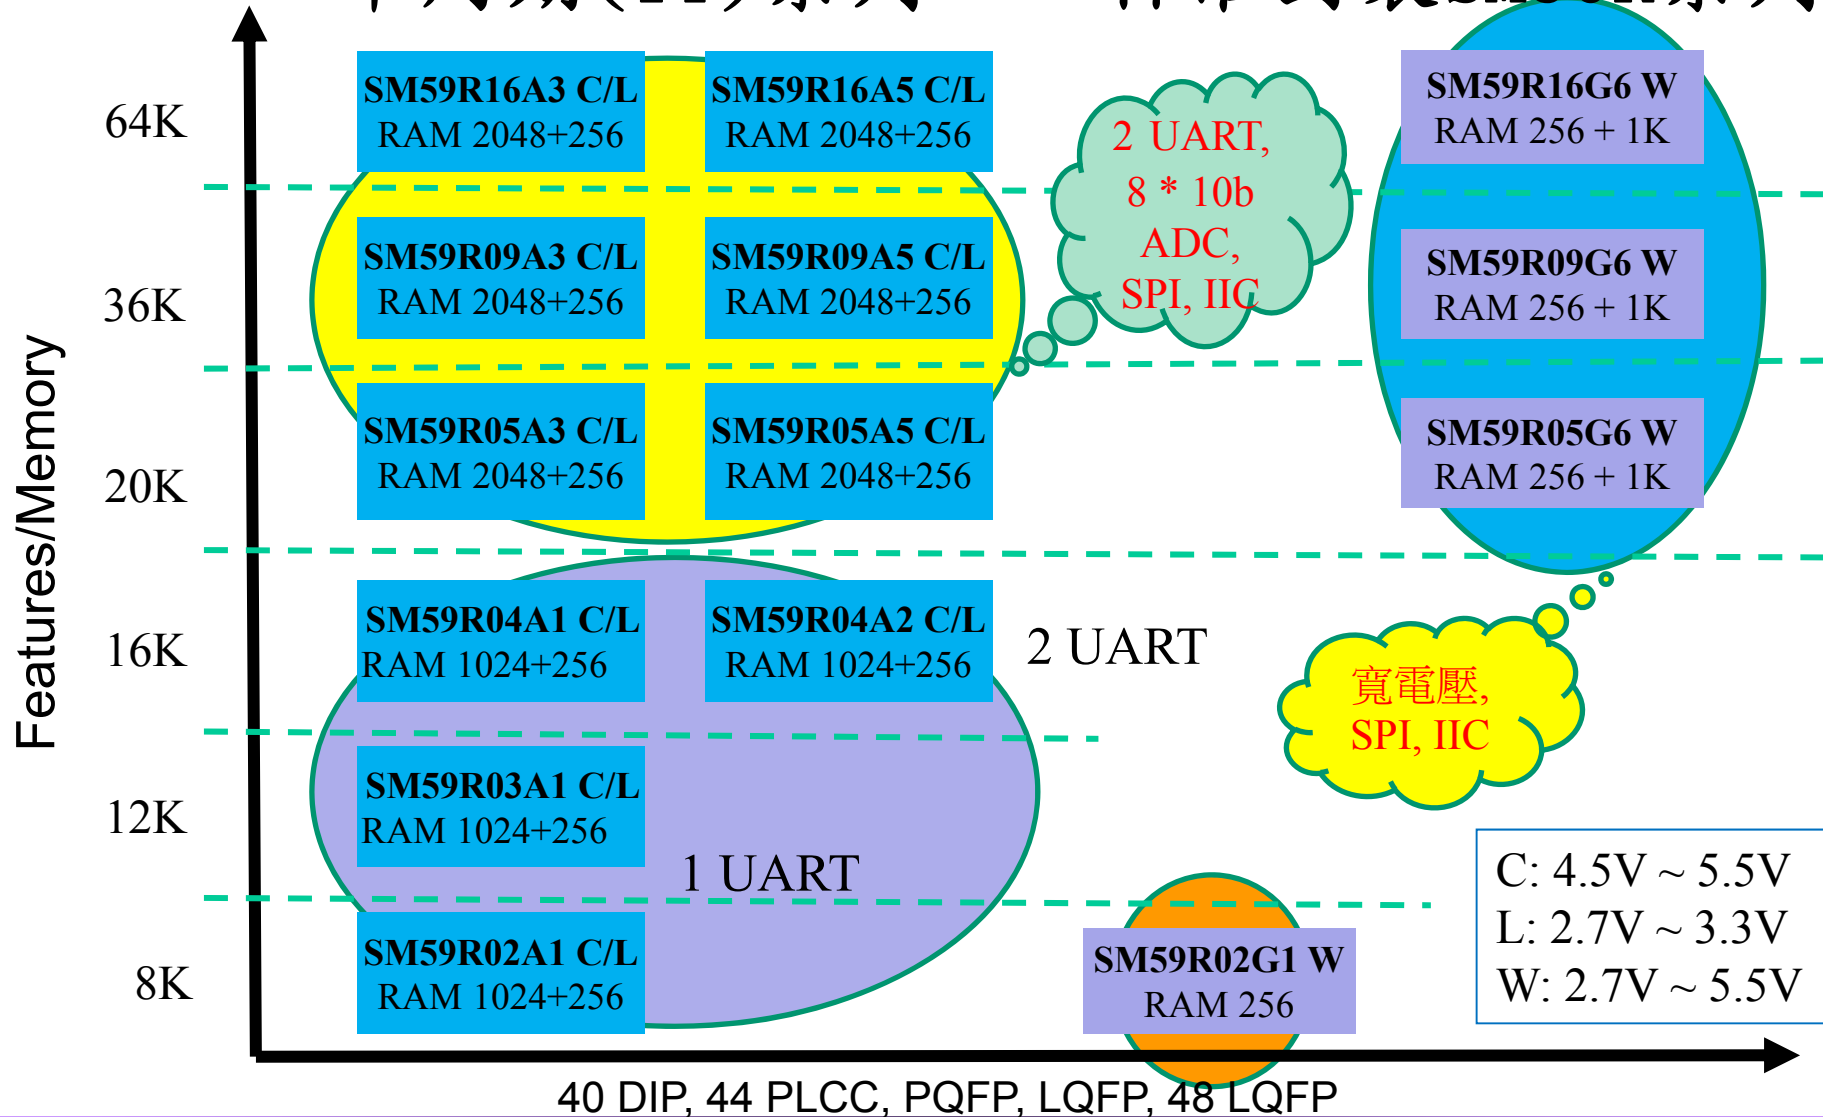 64K
SM59R16A3 C/L
RAM 2048+256
SM59R16A5 C/L
RAM 2048+256
2 UART,
8 * 10b
ADC,
SPI, IIC
SM59R16G6 W
RAM 256 + 1K
36K
SM59R09A3 C/L
RAM 2048+256
SM59R09A5 C/L
RAM 2048+256
SM59R09G6 W
RAM 256 + 1K
Features/Memory
20K
SM59R05A3 C/L
RAM 2048+256
SM59R05A5 C/L
RAM 2048+256
SM59R05G6 W
RAM 256 + 1K
16K
SM59R04A1 C/L
RAM 1024+256
SM59R04A2 C/L
RAM 1024+256
2 UART
寬電壓,
SPI, IIC
12K
SM59R03A1 C/L
RAM 1024+256
1 UART
8K
SM59R02A1 C/L
RAM 1024+256
SM59R02G1 W
RAM 256
C: 4.5V ~ 5.5V
L: 2.7V ~ 3.3V
W: 2.7V ~ 5.5V
40 DIP, 44 PLCC, PQFP, LQFP, 48 LQFP